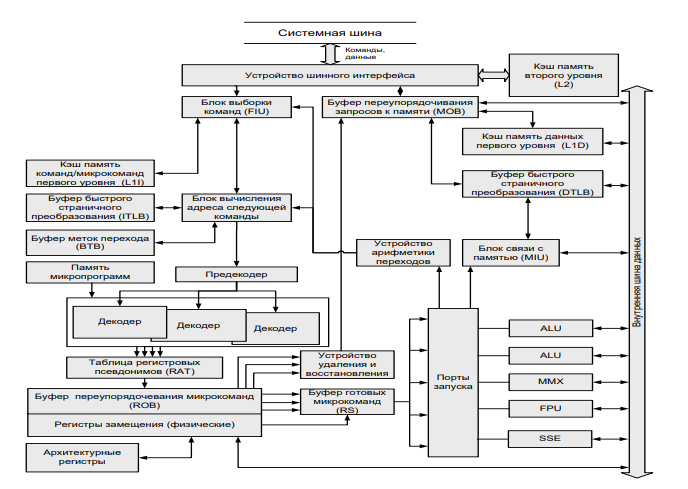 Системная шина
Команды,
данные
Устройство шинного интерфейса
Кэш память
второго уровня
(L2)
Блок выборки
команд (FIU)
Буфер переупорядочивания
запросов к памяти (MOB)
Кэш память данных
первого уровня (L1D)
Кэш память
команд/микрокоманд
первого уровня (L1I)
Буфер быстрого
страничного
преобразования (DTLB)
Буфер быстрого
страничного
преобразования (ITLB)
Блок вычисления
адреса следующей
команды
Буфер меток перехода
(BTB)
Устройство
арифметики
переходов
Блок связи с
памятью (MIU)
Память
микропрограмм
Предекодер
Внутренняя шина данных
Декодер
Декодер
Декодер
Порты
запуска
ALU
ALU
MMX
FPU
SSE
Таблица регистровых
псевдонимов (RAT)
Устройство
удаления и
восстановления
Буфер переупорядочивания микрокоманд
(ROB)
Буфер готовых
микрокоманд
(RS)
Регистры замещения (физические)
Архитектурные
регистры